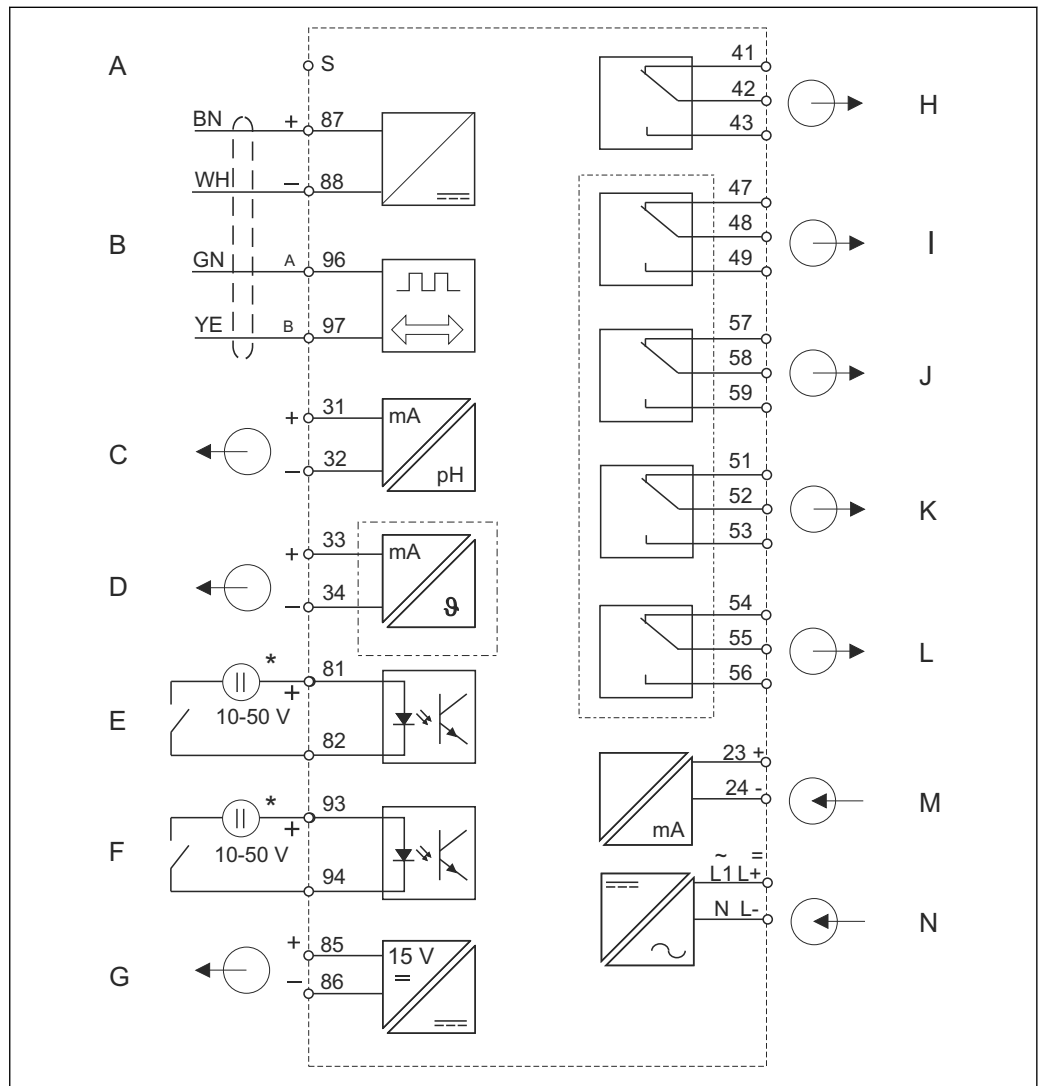 A
S
BN + 87
WH – 88
B
GN A 96
YE B 97
C
+ 31 mA
– 32 pH
D
+ 33 mA
– 34 ϑ
E
* + 81
10-50 V
82
F
* + 93
10-50 V
94
G
+ 85 15 V
– 86
41
42
43
H
47
48
49
I
57
58
59
J
51
52
53
K
54
55
56
L
23 +
24 -
mA
M
~ =
L1 L+
N L-
N